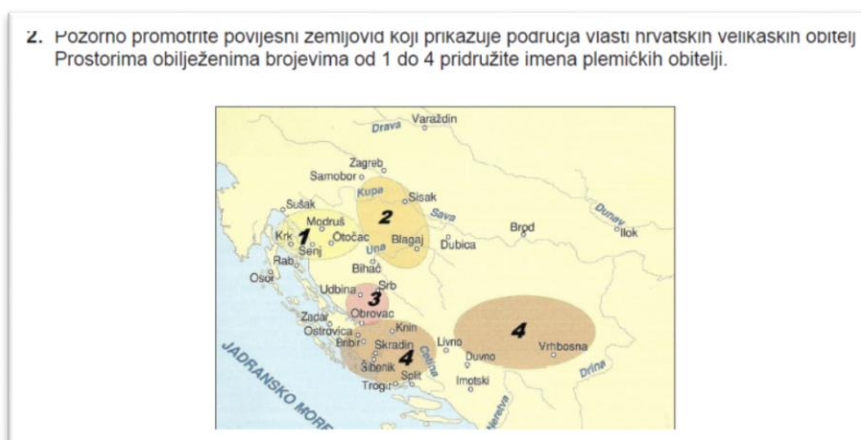 2. Pozorno promotrite povijesni zemljovid koji prikazuje područja vlasti hrvatskih velikaških obitelj
Prostorima obilježenima brojevima od 1 do 4 pridružite imena plemićkih obitelji.
Varaždin
Drava
Zagreb
Samobor
Kupa
Sisak
Sušak
2
Sava
Dunav
Modruš
Brod
Ilok
Krk
1
Otočac
Blagaj
Dubica
Senj
Una
Rab
Bihać
Osor
Udbina
Srb
3
Zadar
Obrovac
Ostrovica
Knin
4
Bribir
Skradin
Livno
Vrhbosna
4
Cetina
Duvno
Šibenik
Drina
Split
Imotski
Trogir
JADRANSKO MORE
Neretva